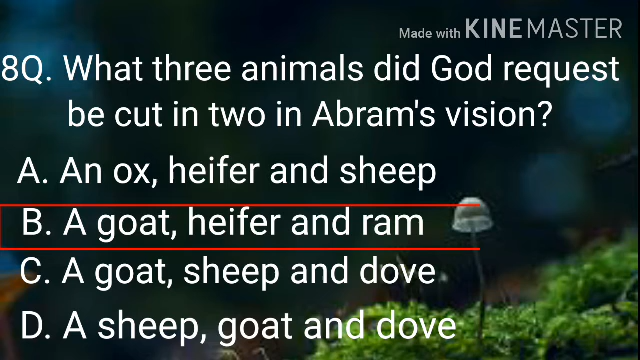 Made with KINEMASTER
8Q. What three animals did God request
be cut in two in Abram's vision?
A. An ox, heifer and sheep
B. A goat, heifer and ram
C. A goat, sheep and dove
D. A sheep, goat and dove